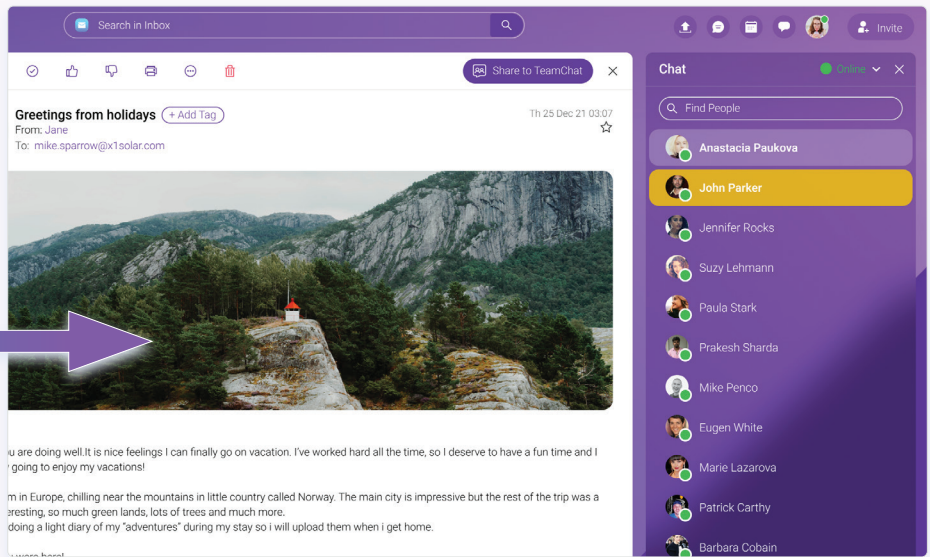 Search in Inbox
Invite
Share to TeamChat
Greetings from holidays
+ Add Tag
Th 25 Dec 21 03:07
From: Jane
To: mike.sparrow@x1solar.com
are doing well.It is nice feelings I can finally go on vacation. I've worked hard all the time, so I deserve to have a fun time and I
going to enjoy my vacations!
in Europe, chilling near the mountains in little country called Norway. The main city is impressive but the rest of the trip was a
so much green lands, lots of trees and much more.
doing a light diary of my "adventures" during my stay so i will upload them when i get home.
Chat
Online
Find People
Anastacia Paukova
John Parker
Jennifer Rocks
Suzy Lehmann
Paula Stark
Prakesh Sharda
Mike Penco
Eugen White
Marie Lazarova
Patrick Carthy
Barbara Cobain